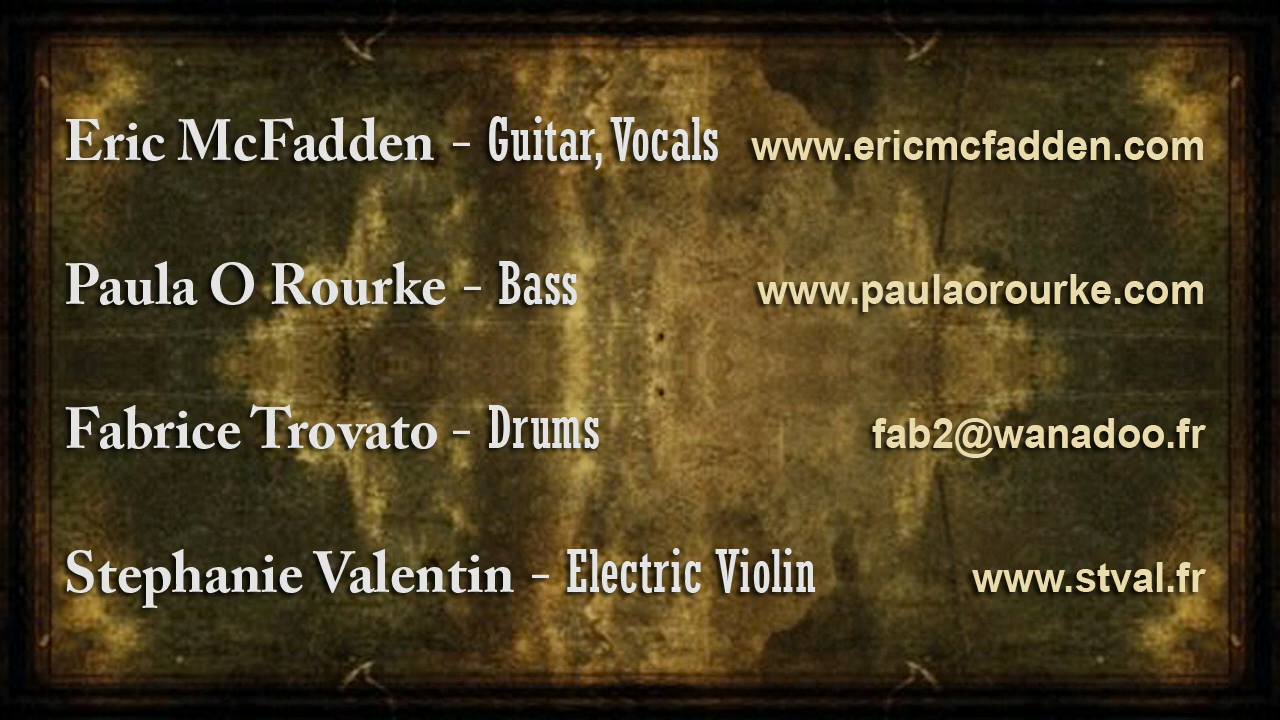 Eric McFadden - Guitar, Vocals www.ericmcfadden.com
Paula O Rourke - Bass www.paulaorourke.com
Fabrice Trovato - Drums fab2@wanadoo.fr
Stephanie Valentin - Electric Violin www.stval.fr